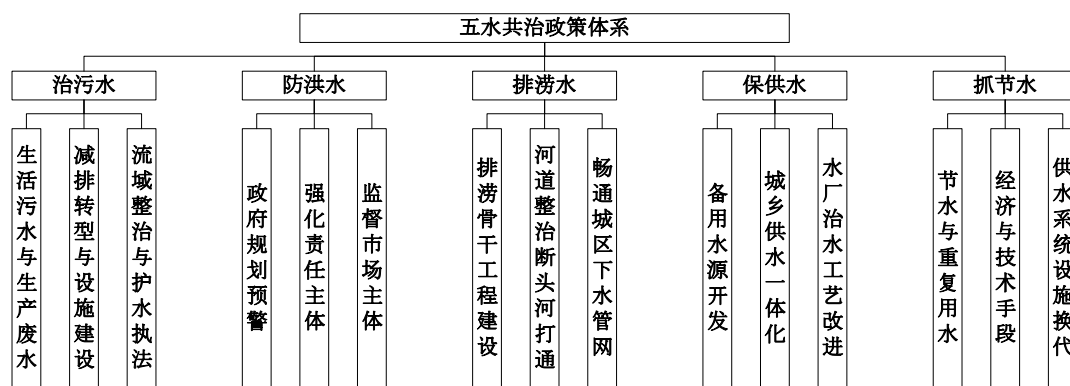 五水共治政策体系
治污水
防洪水
排涝水
保供水
抓节水
生活污水与生产废水
减排转型与设施建设
流域整治与护水执法
政府规划预警
强化责任主体
监督市场主体
排涝骨干工程建设
河道整治断头河打通
畅通城区下水管网
备用水源开发
城乡供水一体化
水厂治水工艺改进
节水与重复用水
经济与技术手段
供水系统设施换代